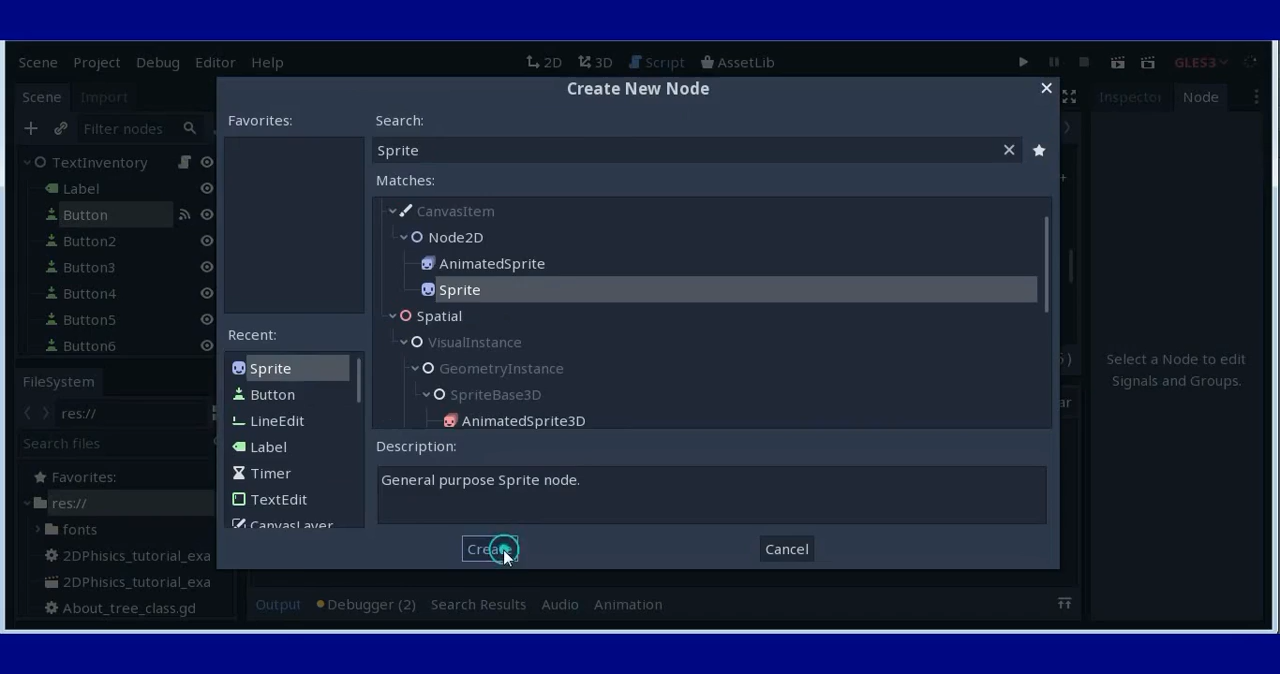 Scene Project Debug Editor Help 2D 3D Script AssetLib GLES3
Create New Node
Scene Import
Inspector Node
Favorites:
Search:
Filter nodes
Sprite
TextInventory
Matches:
Label
CanvasItem
Button
Node2D
Button2
AnimatedSprite
Button3
Sprite
Button4
Spatial
Button5
Recent:
VisualInstance
Button6
Select a Node to edit
Signals and Groups.
Sprite
GeometryInstance
FileSystem
Button
SpriteBase3D
res://
LineEdit
AnimatedSprite3D
Search files
Label
Description:
Favorites:
Timer
General purpose Sprite node.
res://
TextEdit
fonts
CanvasLayer
2DPhisics_tutorial_exa
Create
Cancel
2DPhisics_tutorial_exa
About_tree_class.gd
Output Debugger (2) Search Results Audio Animation